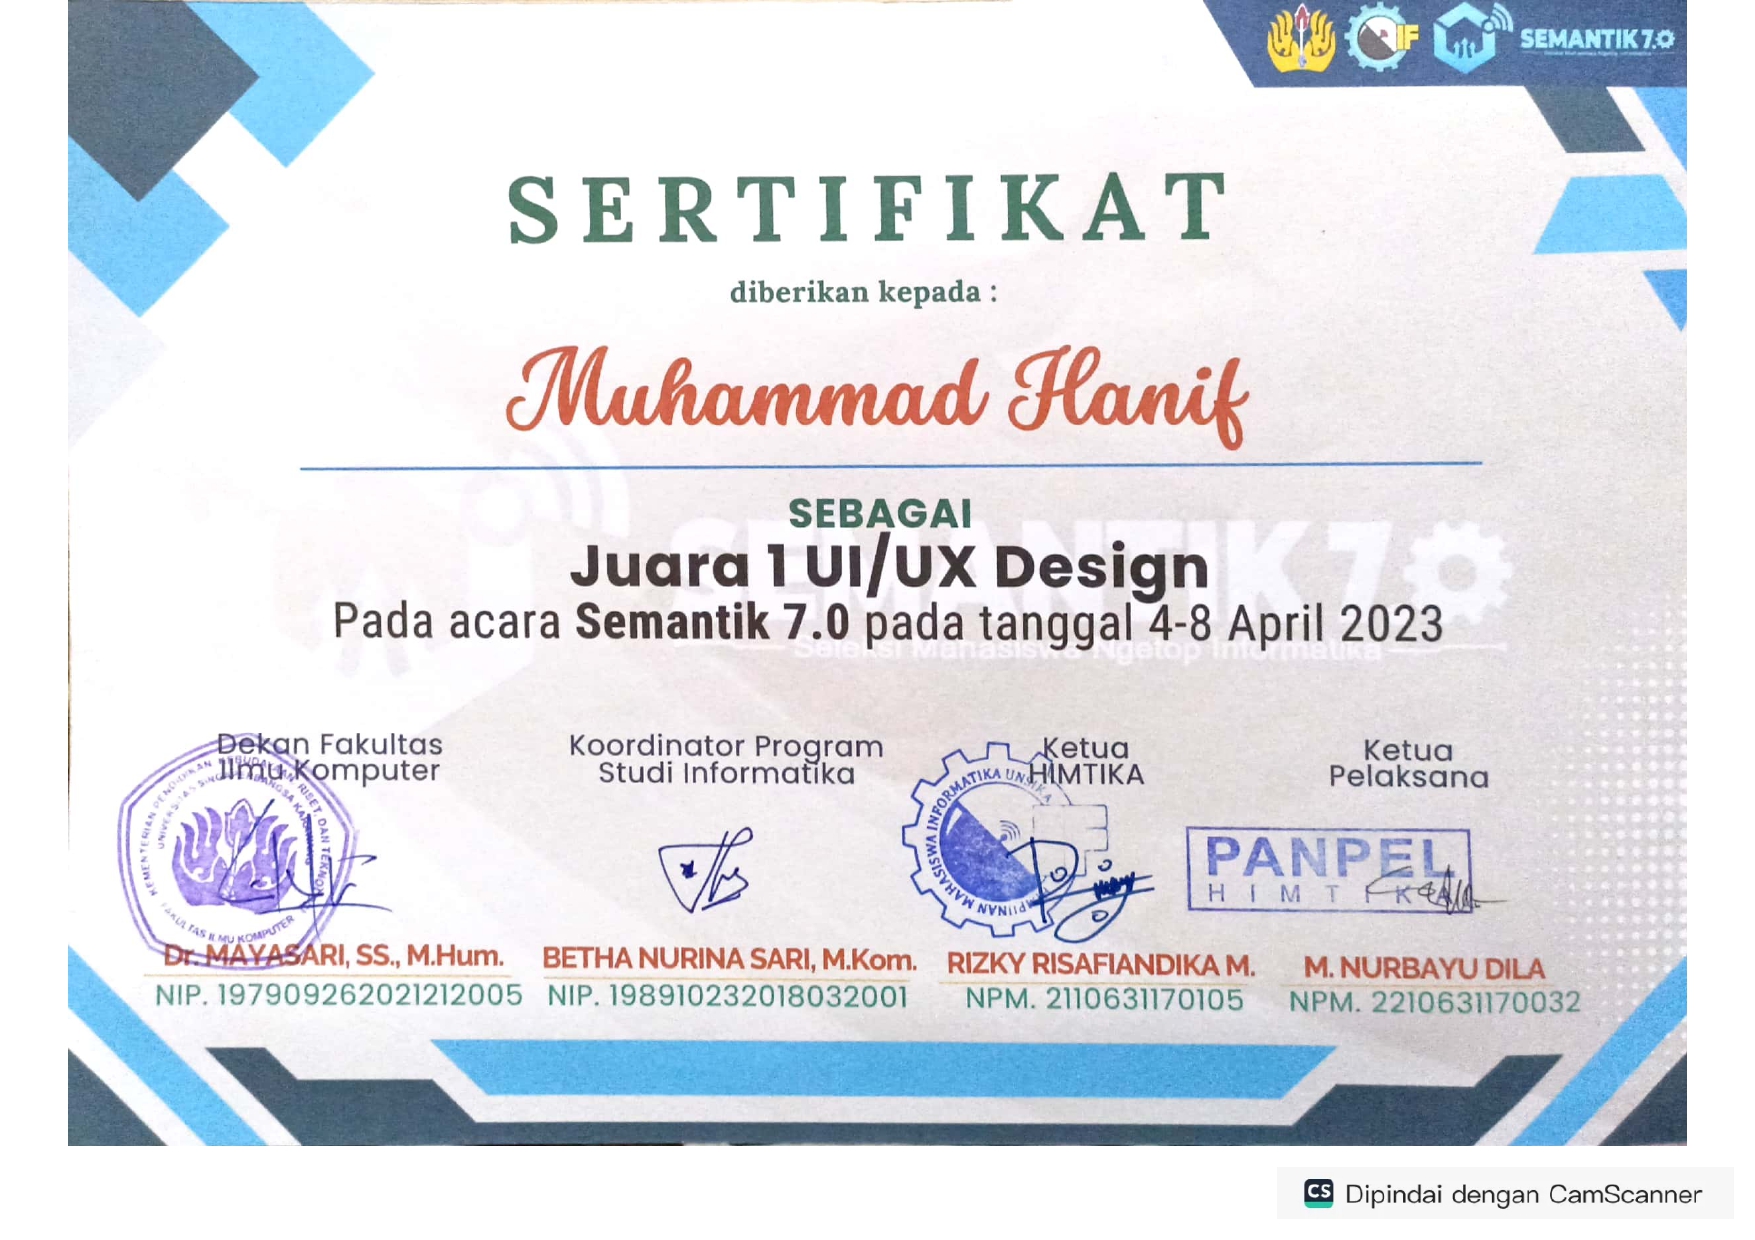 IF
SEMANTIK 7.0
SERTIFIKAT
diberikan kepada :
Muhammad Hanif
SEBAGAI
Juara 1 UI/UX Design
Pada acara Semantik 7.0 pada tanggal 4-8 April 2023
SEMANTIK 7.0
Seleksi Mahasiswa Ngetop Informatika
Dekan Fakultas
Ilmu Komputer
KEMENTERIAN PENDIDIKAN KEBUDAYAAN RISET, DAN TEKNOLOGI
UNIVERSITAS SINGAPERBANGSA KARAWANG
FAKULTAS ILMU KOMPUTER
Dr. MAYASARI, SS., M.Hum.
NIP. 197909262021212005
Koordinator Program
Studi Informatika
BETHA NURINA SARI, M.Kom.
NIP. 198910232018032001
Ketua
HIMTIKA
HIMPUNAN MAHASISWA INFORMATIKA UNSIKA
RIZKY RISAFIANDIKA M.
NPM. 2110631170105
Ketua
Pelaksana
PANPEL
HIMTIKA
M. NURBAYU DILA
NPM. 2210631170032
CS Dipindai dengan CamScanner